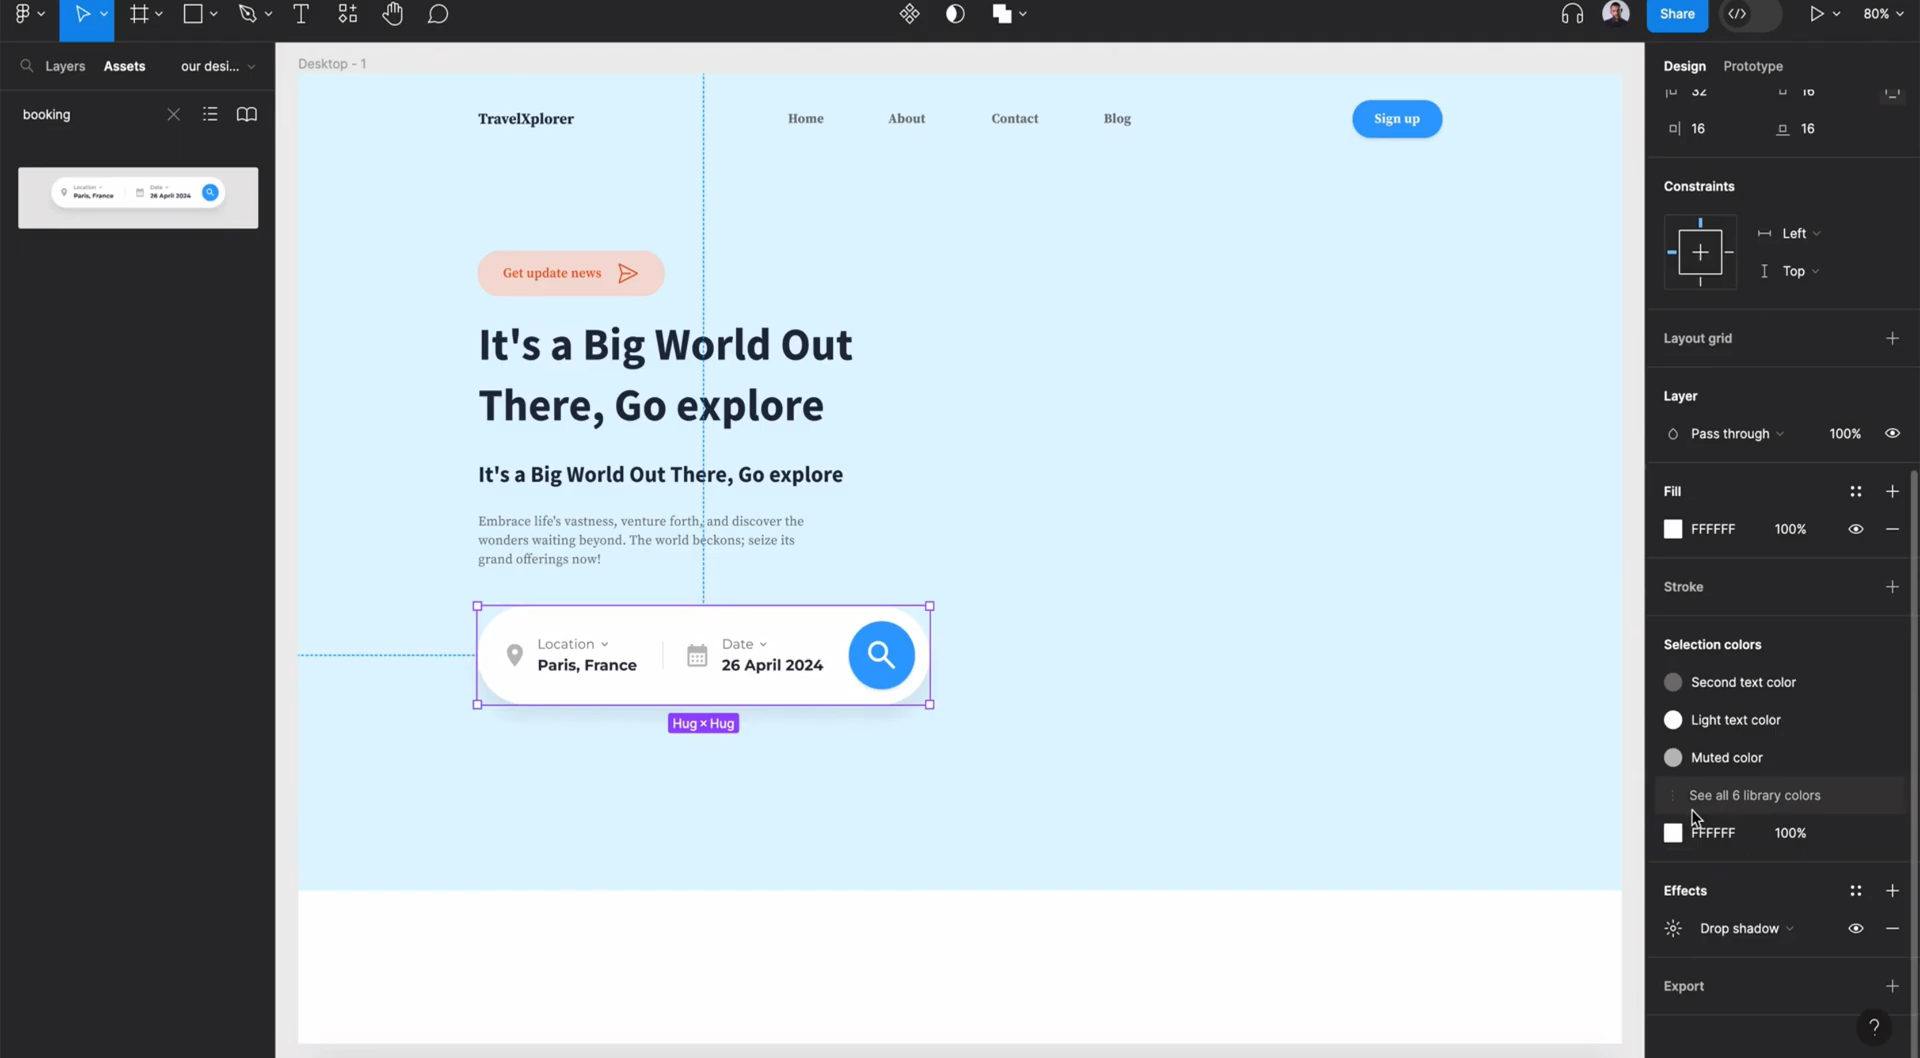 Share
80%
Layers
Assets
our desi...
booking
Location
Paris, France
Date
26 April 2024
Desktop - 1
TravelXplorer
Home
About
Contact
Blog
Sign up
Get update news
It's a Big World Out
There, Go explore
It's a Big World Out There, Go explore
Embrace life's vastness, venture forth, and discover the
wonders waiting beyond. The world beckons; seize its
grand offerings now!
Location
Paris, France
Date
26 April 2024
Hug × Hug
Design
Prototype
32
16
16
16
Constraints
Left
Top
Layout grid
Layer
Pass through
100%
Fill
FFFFFF
100%
Stroke
Selection colors
Second text color
Light text color
Muted color
See all 6 library colors
FFFFFF
100%
Effects
Drop shadow
Export
?